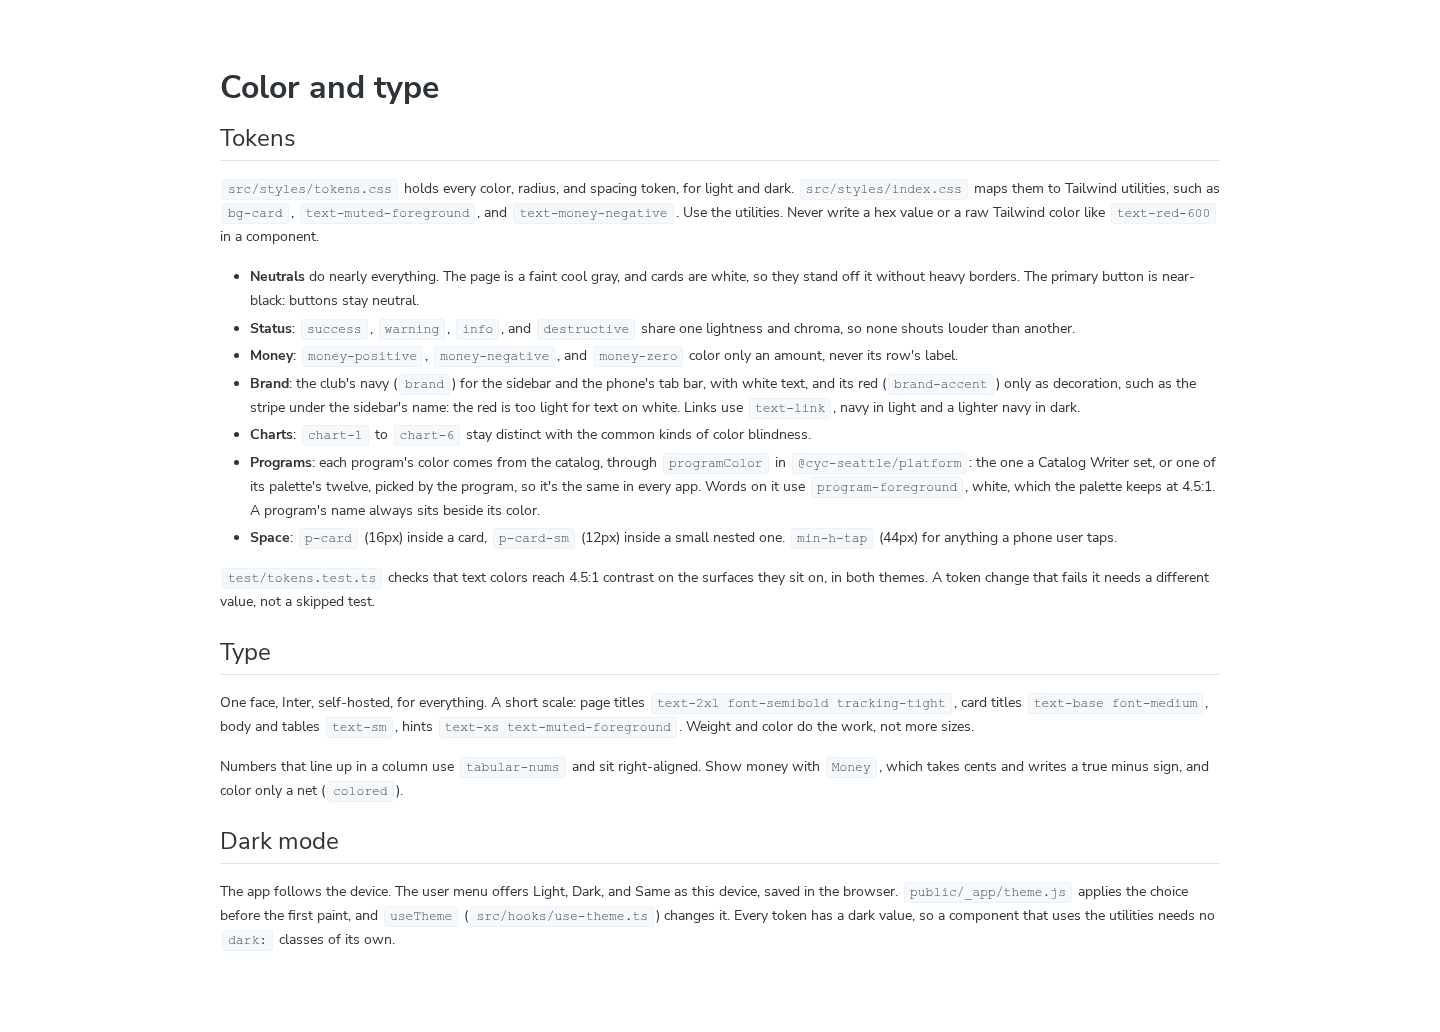 Color and type
Tokens
src/styles/tokens.css holds every color, radius, and spacing token, for light and dark. src/styles/index.css maps them to Tailwind utilities, such as
bg-card, text-muted-foreground, and text-money-negative. Use the utilities. Never write a hex value or a raw Tailwind color like text-red-600
in a component.
• Neutrals do nearly everything. The page is a faint cool gray, and cards are white, so they stand off it without heavy borders. The primary button is near-
black: buttons stay neutral.
• Status: success, warning, info, and destructive share one lightness and chroma, so none shouts louder than another.
• Money: money-positive, money-negative, and money-zero color only an amount, never its row's label.
• Brand: the club's navy (brand) for the sidebar and the phone's tab bar, with white text, and its red (brand-accent) only as decoration, such as the
stripe under the sidebar's name: the red is too light for text on white. Links use text-link, navy in light and a lighter navy in dark.
• Charts: chart-1 to chart-6 stay distinct with the common kinds of color blindness.
• Programs: each program's color comes from the catalog, through programColor in @cyc-seattle/platform: the one a Catalog Writer set, or one of
its palette's twelve, picked by the program, so it's the same in every app. Words on it use program-foreground, white, which the palette keeps at 4.5:1.
A program's name always sits beside its color.
• Space: p-card (16px) inside a card, p-card-sm (12px) inside a small nested one. min-h-tap (44px) for anything a phone user taps.
test/tokens.test.ts checks that text colors reach 4.5:1 contrast on the surfaces they sit on, in both themes. A token change that fails it needs a different
value, not a skipped test.
Type
One face, Inter, self-hosted, for everything. A short scale: page titles text-2xl font-semibold tracking-tight, card titles text-base font-medium,
body and tables text-sm, hints text-xs text-muted-foreground. Weight and color do the work, not more sizes.
Numbers that line up in a column use tabular-nums and sit right-aligned. Show money with Money, which takes cents and writes a true minus sign, and
color only a net (colored).
Dark mode
The app follows the device. The user menu offers Light, Dark, and Same as this device, saved in the browser. public/_app/theme.js applies the choice
before the first paint, and useTheme (src/hooks/use-theme.ts) changes it. Every token has a dark value, so a component that uses the utilities needs no
dark: classes of its own.